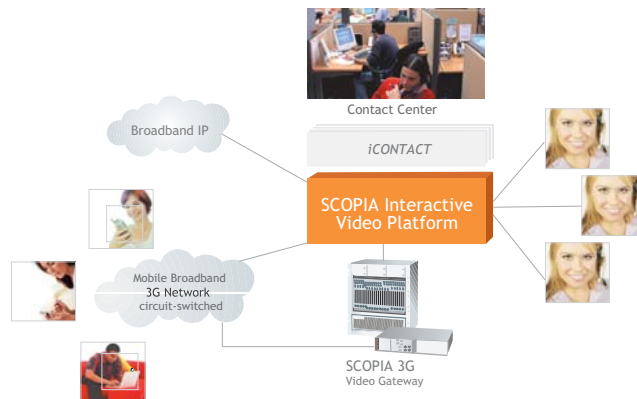 Contact Center
Broadband IP
iCONTACT
SCOPIA Interactive
Video Platform
Mobile Broadband
3G Network
circuit-switched
SCOPIA 3G
Video Gateway